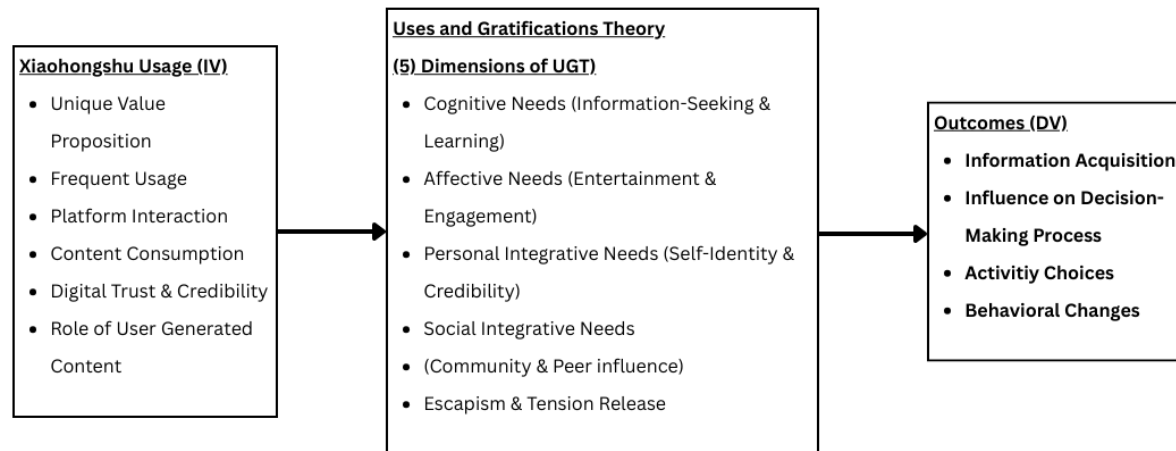 Xiaohongshu Usage (IV)
• Unique Value
Proposition
• Frequent Usage
• Platform Interaction
• Content Consumption
• Digital Trust & Credibility
• Role of User Generated
Content
Uses and Gratifications Theory
(5) Dimensions of UGT)
• Cognitive Needs (Information-Seeking &
Learning)
• Affective Needs (Entertainment &
Engagement)
• Personal Integrative Needs (Self-Identity &
Credibility)
• Social Integrative Needs
• (Community & Peer influence)
• Escapism & Tension Release
Outcomes (DV)
• Information Acquisition
• Influence on Decision-
Making Process
• Activitiy Choices
• Behavioral Changes